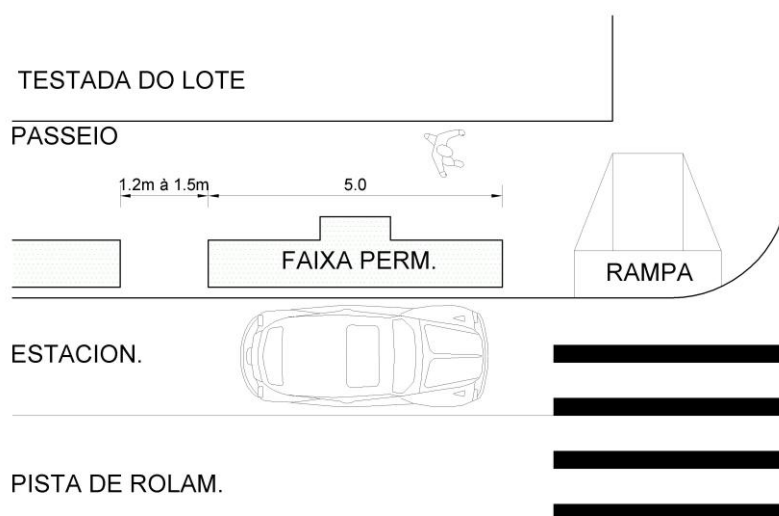 TESTADA DO LOTE
PASSEIO
1.2m à 1.5m
5.0
FAIXA PERM.
RAMPA
ESTACION.
PISTA DE ROLAM.